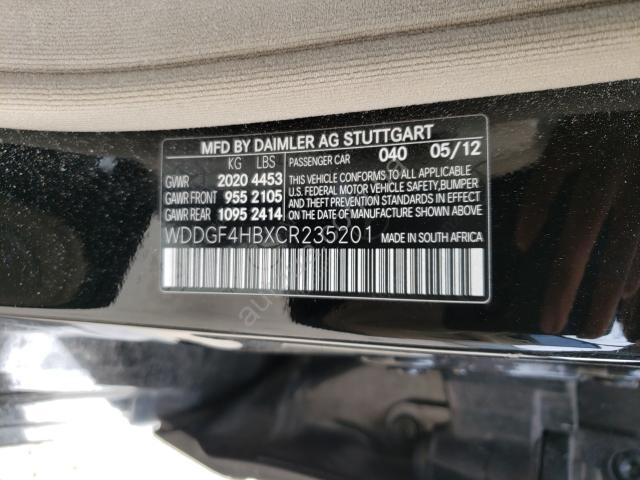 MFD BY DAIMLER AG STUTTGART
KG LBS PASSENGER CAR 040 05/12
GVWR 2020 4453 THIS VEHICLE CONFORMS TO ALL APPLICABLE
GAWR FRONT 955 2105 U.S. FEDERAL MOTOR VEHICLE SAFETY, BUMPER
GAWR REAR 1095 2414 AND THEFT PREVENTION STANDARDS IN EFFECT
ON THE DATE OF MANUFACTURE SHOWN ABOVE.
WDDGF4HBXCR235201 MADE IN SOUTH AFRICA